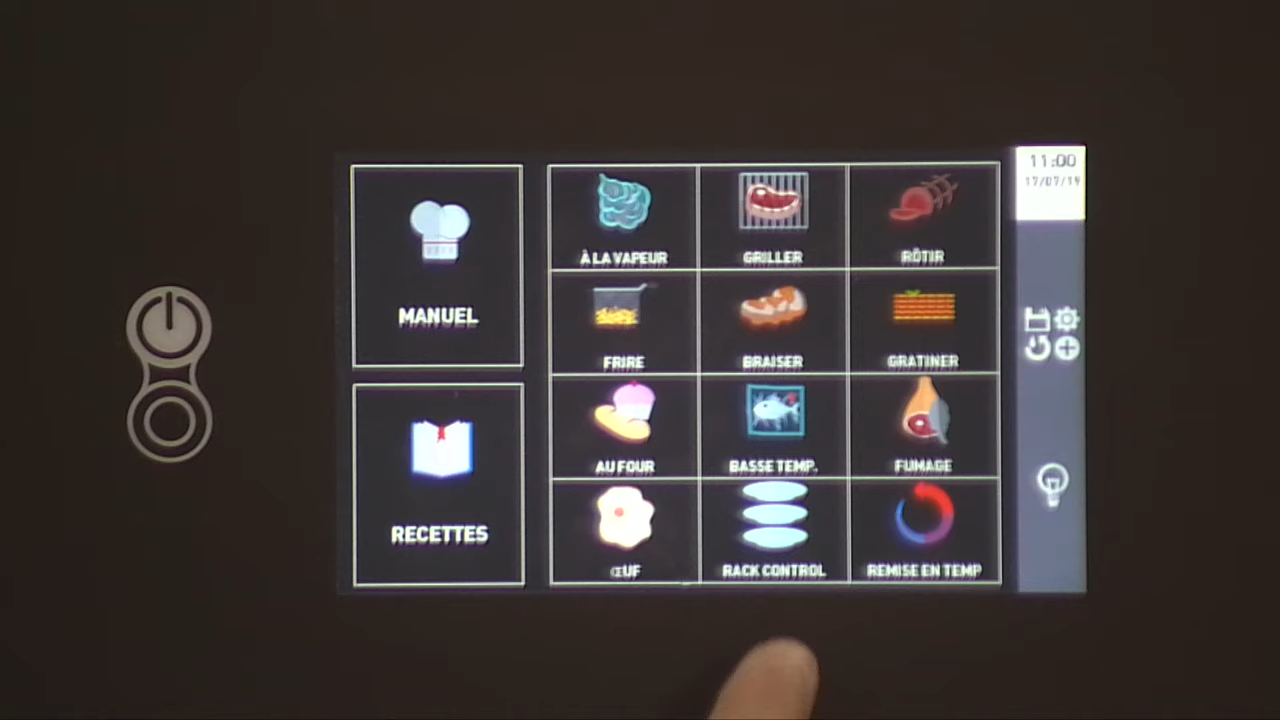 11:00
17/07/19
MANUEL
RECETTES
À LA VAPEUR
GRILLER
RÔTIR
FRIRE
BRAISER
GRATINER
AU FOUR
BASSE TEMP.
FUMAGE
ŒUF
RACK CONTROL
REMISE EN TEMP